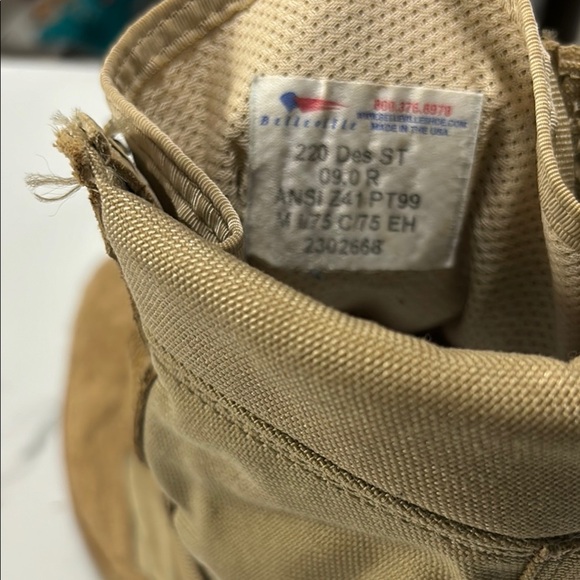 Belleville
800.376.6978
WWW.BELLEVILLESHOE.COM
MADE IN THE USA
220 Des ST
09.0 R
ANSI Z41 PT99
M I/75 C/75 EH
2302668